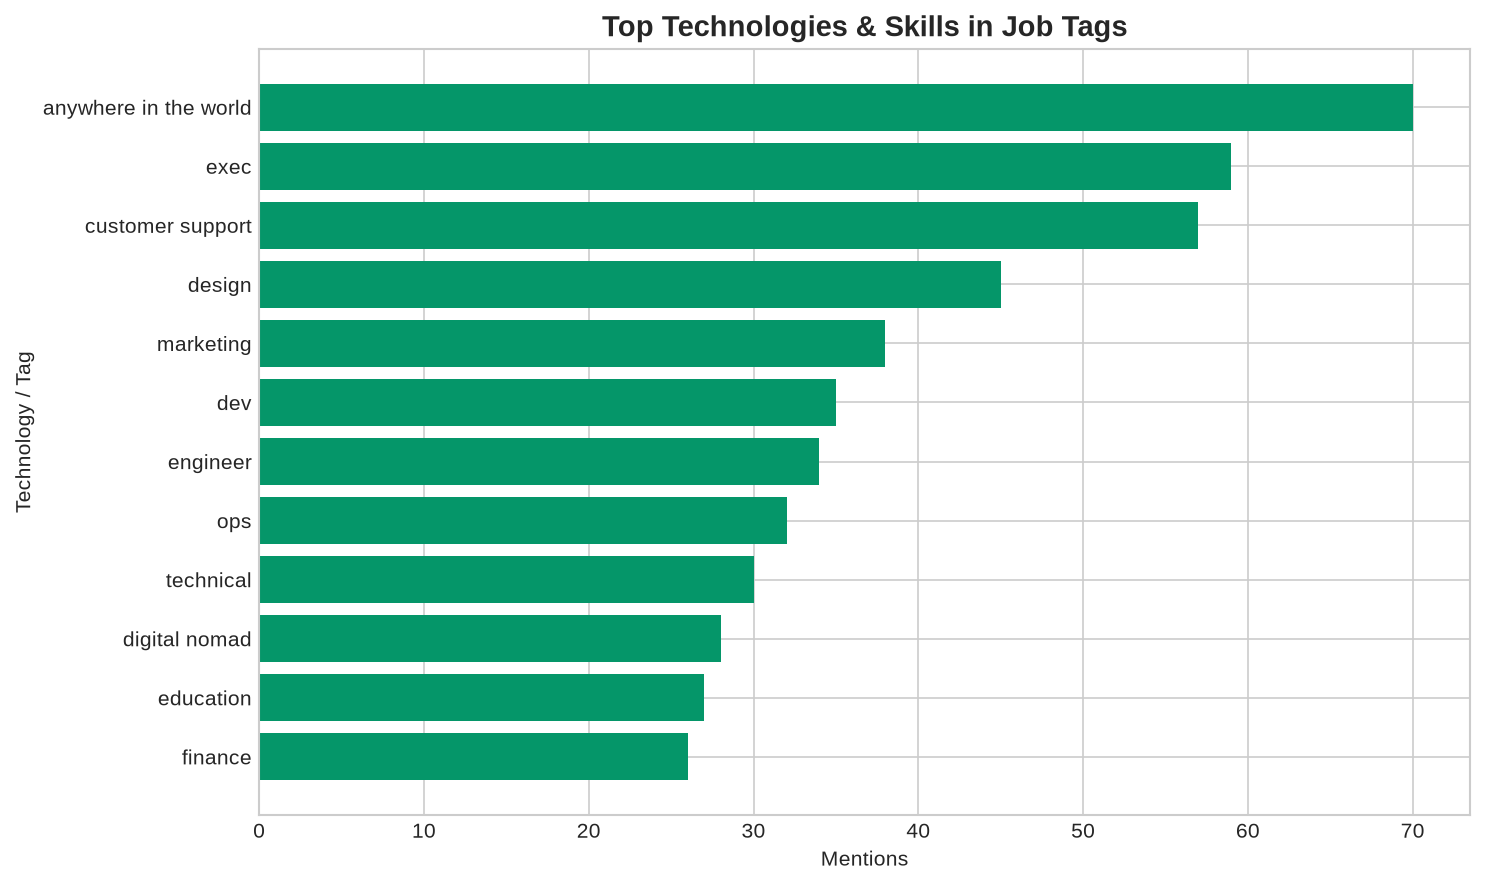 Top Technologies & Skills in Job Tags
Technology / Tag
anywhere in the world
exec
customer support
design
marketing
dev
engineer
ops
technical
digital nomad
education
finance
0 10 20 30 40 50 60 70
Mentions